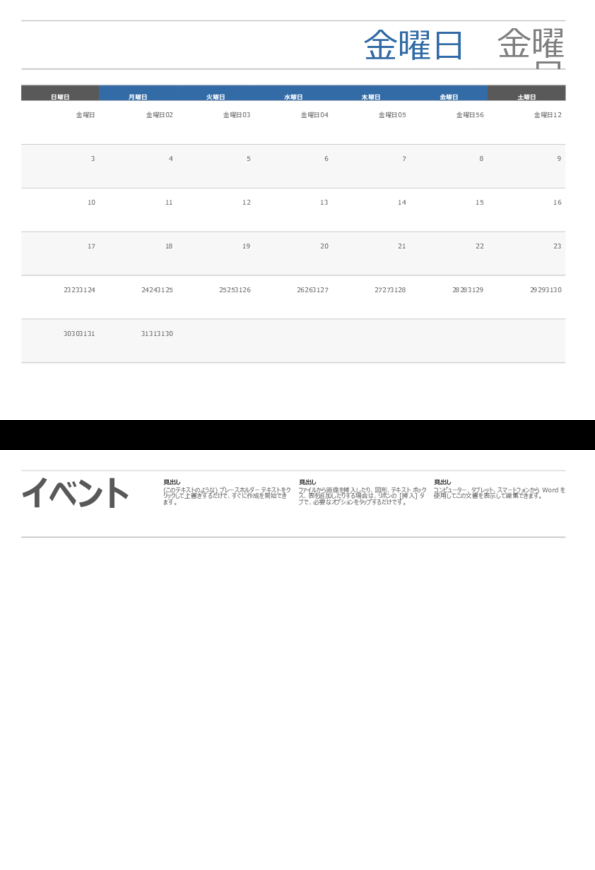 金曜日 金曜日
日曜日 月曜日 火曜日 水曜日 木曜日 金曜日 土曜日
金曜日 金曜日02 金曜日03 金曜日04 金曜日05 金曜日56 金曜日12
3 4 5 6 7 8 9
10 11 12 13 14 15 16
17 18 19 20 21 22 23
23233124 24243125 25253126 26263127 27273128 28283129 29293130
30303131 31313130
イベント
見出し
(このテキストのような) プレースホルダー テキストをク
リックして上書きするだけで、すぐに作成を開始でき
ます。
見出し
ファイルから画像を挿入したり、図形、テキスト ボック
ス、表を追加したりする場合は、リボンの [挿入] タ
ブで、必要なオプションをタップするだけです。
見出し
コンピューター、タブレット、スマートフォンから Word を
使用してこの文書を表示して編集できます。